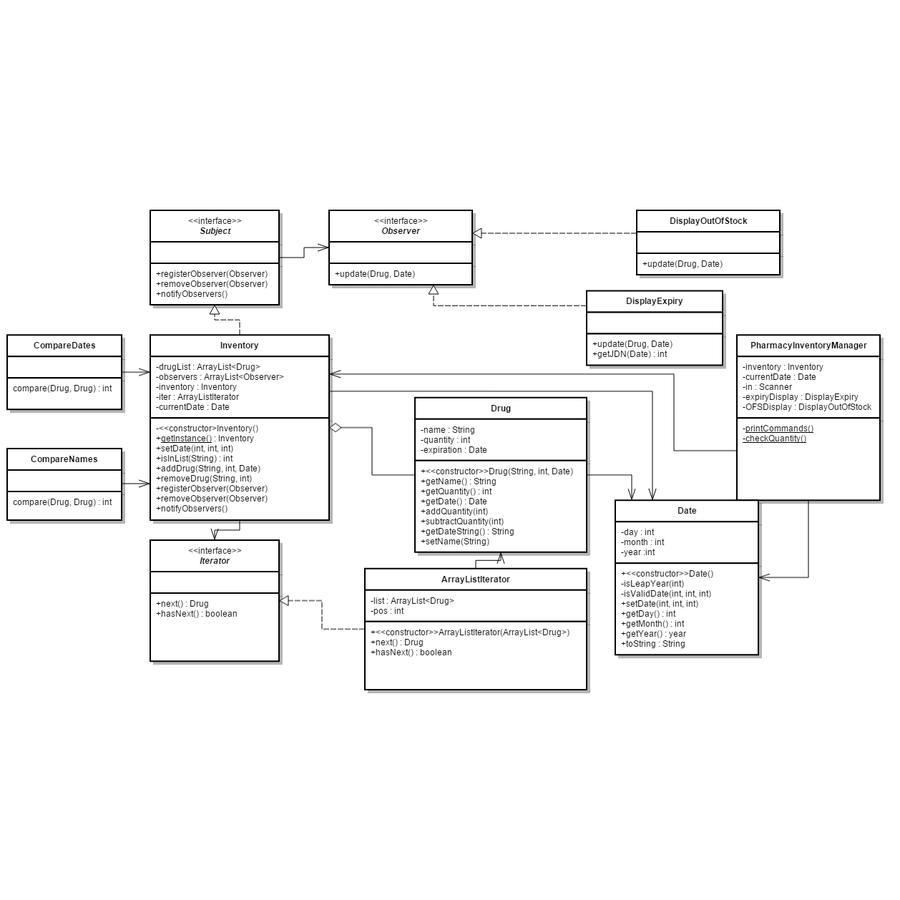 <<interface>>
Subject
+registerObserver(Observer)
+removeObserver(Observer)
+notifyObservers()
<<interface>>
Observer
+update(Drug, Date)
DisplayOutOfStock
+update(Drug, Date)
DisplayExpiry
+update(Drug, Date)
+getJDN(Date) : int
CompareDates
compare(Drug, Drug) : int
Inventory
-drugList : ArrayList<Drug>
-observers : ArrayList<Observer>
-inventory : Inventory
-iter : ArrayListIterator
-currentDate : Date
-<<constructor>Inventory()
+getInstance() : Inventory
+setDate(int, int, int)
+isInList(String) : int
+addDrug(String, int, Date)
+removeDrug(String, int)
+registerObserver(Observer)
+removeObserver(Observer)
+notifyObservers()
PharmacyInventoryManager
-inventory : Inventory
-currentDate : Date
-in : Scanner
-expiryDisplay : DisplayExpiry
-OFSDisplay : DisplayOutOfStock
-printCommands()
-checkQuantity()
Drug
-name : String
-quantity : int
-expiration : Date
+<<constructor>>Drug(String, int, Date)
+getName() : String
+getQuantity() : int
+getDate() : Date
+addQuantity(int)
+subtractQuantity(int)
+getDateString() : String
+setName(String)
CompareNames
compare(Drug, Drug) : int
Date
-day : int
-month : int
-year :int
+<<constructor>>Date()
-isLeapYear(int)
-isValidDate(int, int, int)
+setDate(int, int, int)
+getDay() : int
+getMonth() : int
+getYear() : year
+toString : String
<<interface>>
Iterator
+next() : Drug
+hasNext() : boolean
ArrayListIterator
-list : ArrayList<Drug>
-pos : int
+<<constructor>>ArrayListIterator(ArrayList<Drug>)
+next() : Drug
+hasNext() : boolean